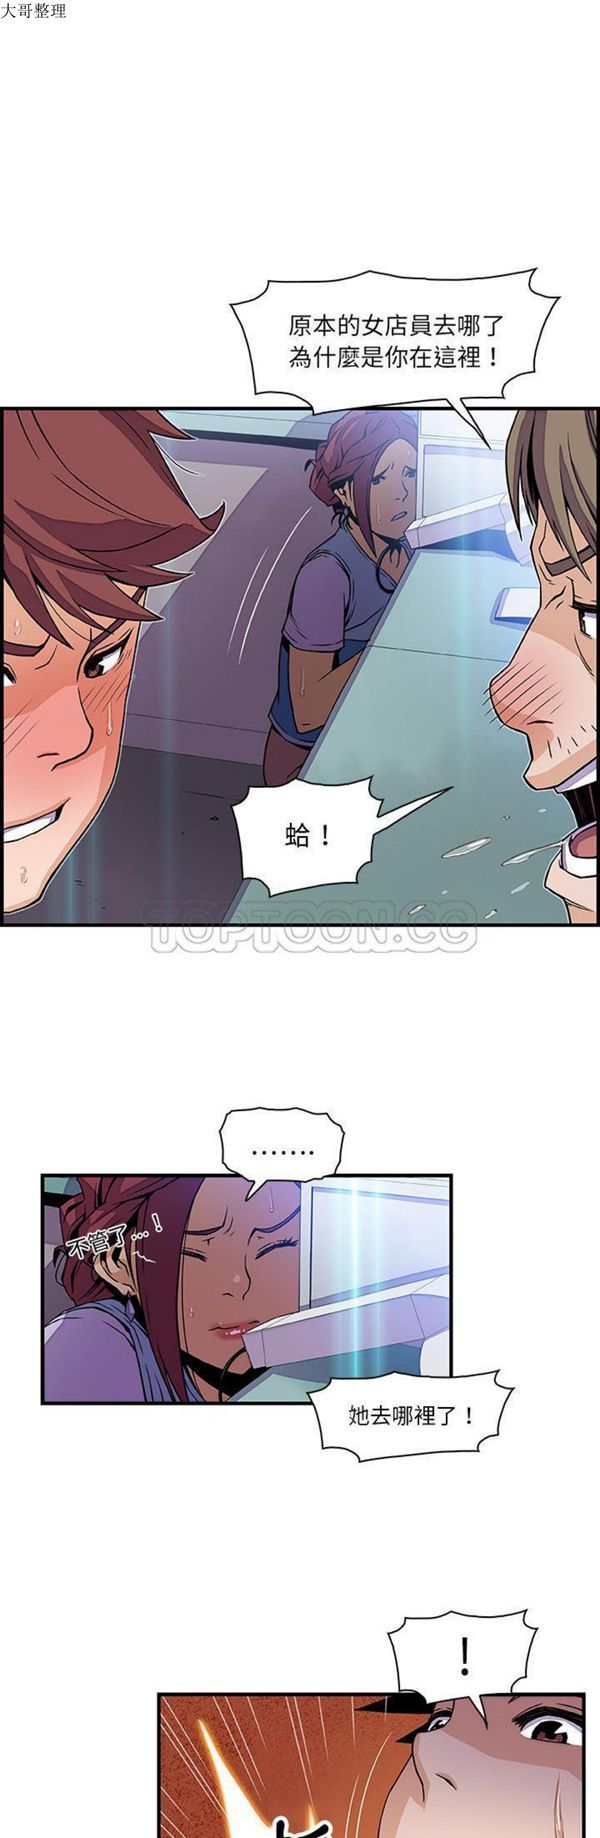 大哥整理
原本的女店員去哪了
為什麼是你在這裡！
蛤！
TOPTOON.CC
.......
不管了...！
她去哪裡了！
！